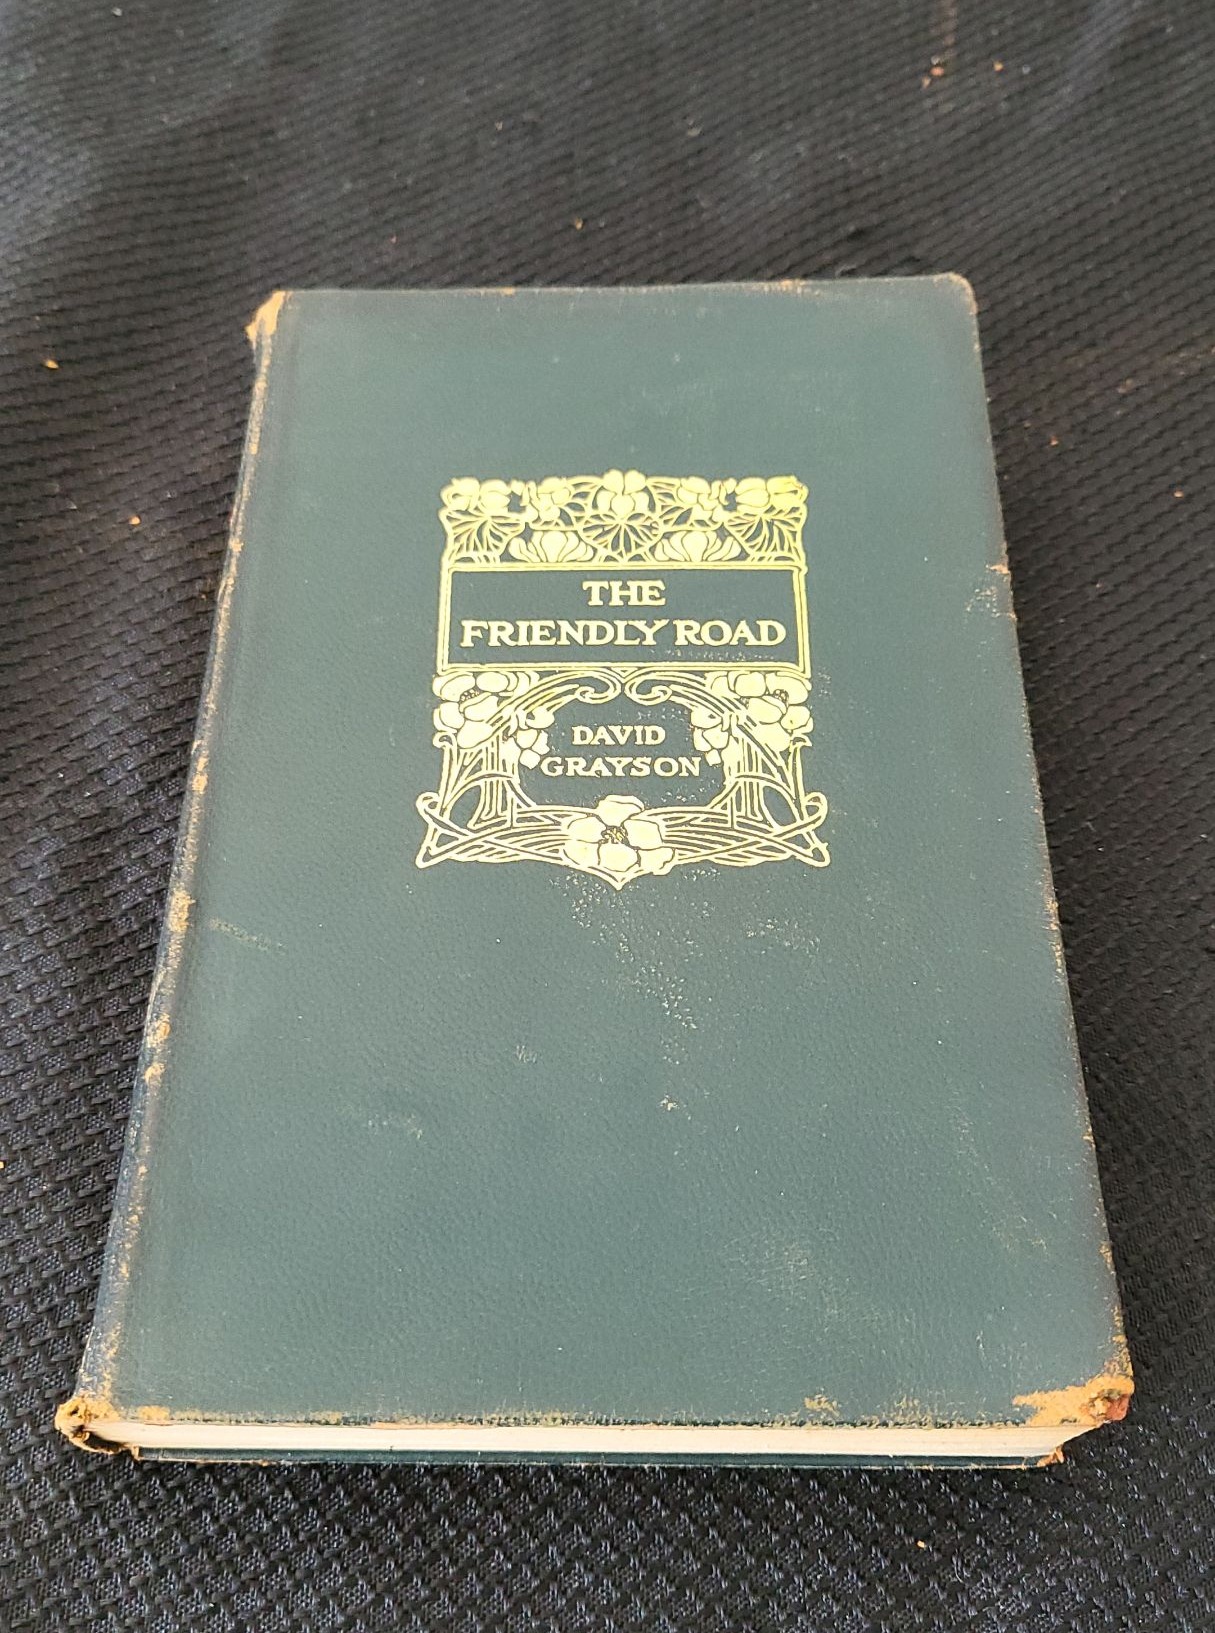 THE
FRIENDLY ROAD
DAVID
GRAYSON